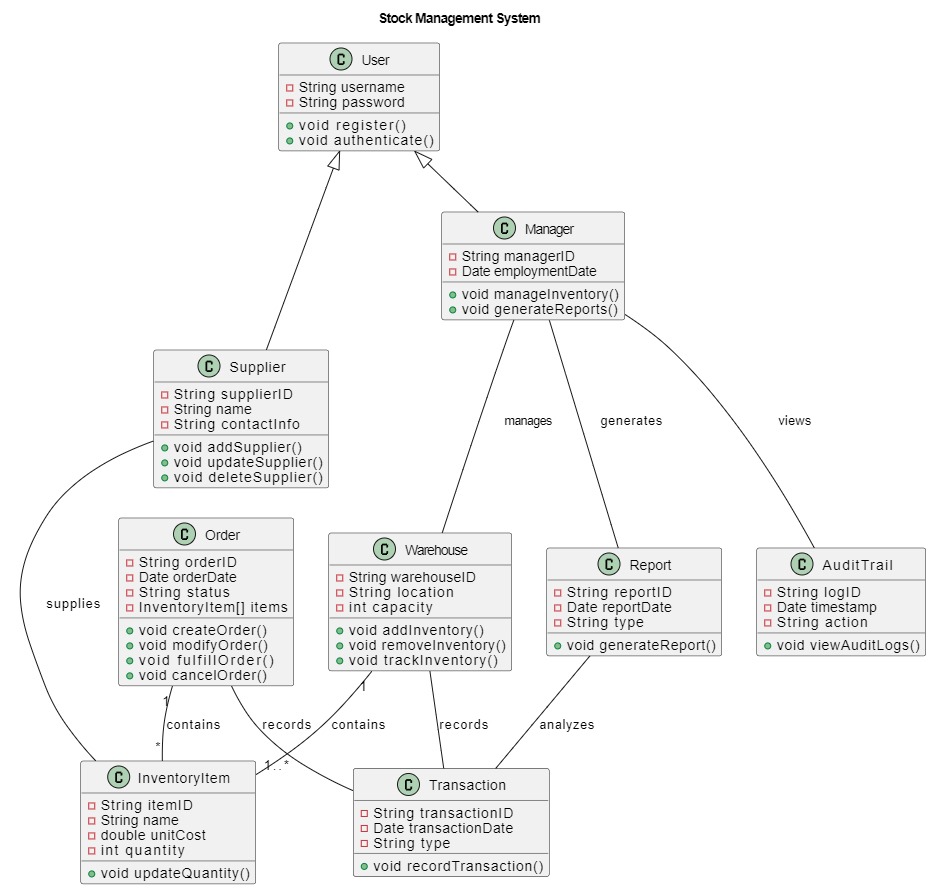 Stock Management System
C User
String username
String password
void register()
void authenticate()
C Manager
String managerID
Date employmentDate
void manageInventory()
void generateReports()
C Supplier
String supplierID
String name
String contactInfo
void addSupplier()
void updateSupplier()
void deleteSupplier()
manages
generates
views
C Order
String orderID
Date orderDate
String status
InventoryItem[] items
void createOrder()
void modifyOrder()
void fulfillOrder()
void cancelOrder()
C Warehouse
String warehouseID
String location
int capacity
void addInventory()
void removeInventory()
void trackInventory()
C Report
String reportID
Date reportDate
String type
void generateReport()
C AuditTrail
String logID
Date timestamp
String action
void viewAuditLogs()
supplies
1
1
contains
records
contains
records
analyzes
*
1..*
C InventoryItem
String itemID
String name
double unitCost
int quantity
void updateQuantity()
C Transaction
String transactionID
Date transactionDate
String type
void recordTransaction()